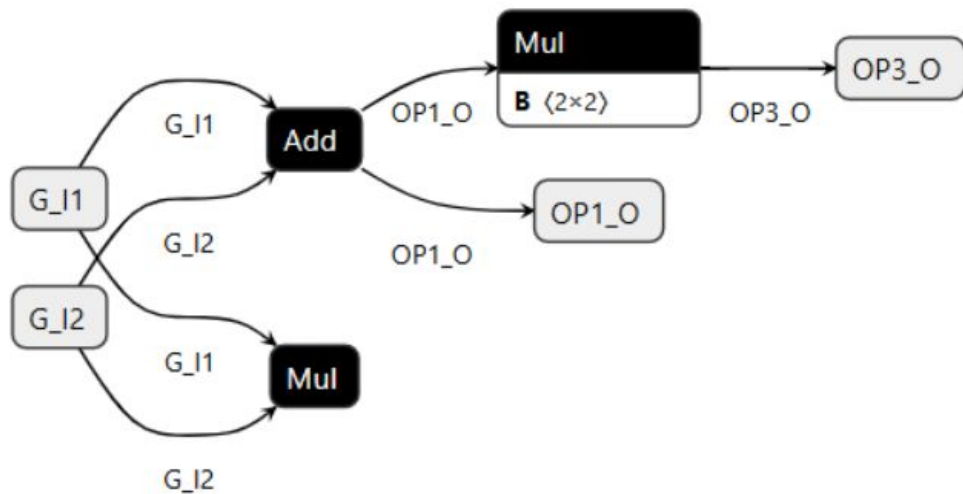 Mul
B ⟨2×2⟩
OP3_O
OP1_O
OP3_O
G_I1
Add
G_I1
OP1_O
G_I2
OP1_O
G_I2
G_I1
Mul
G_I2